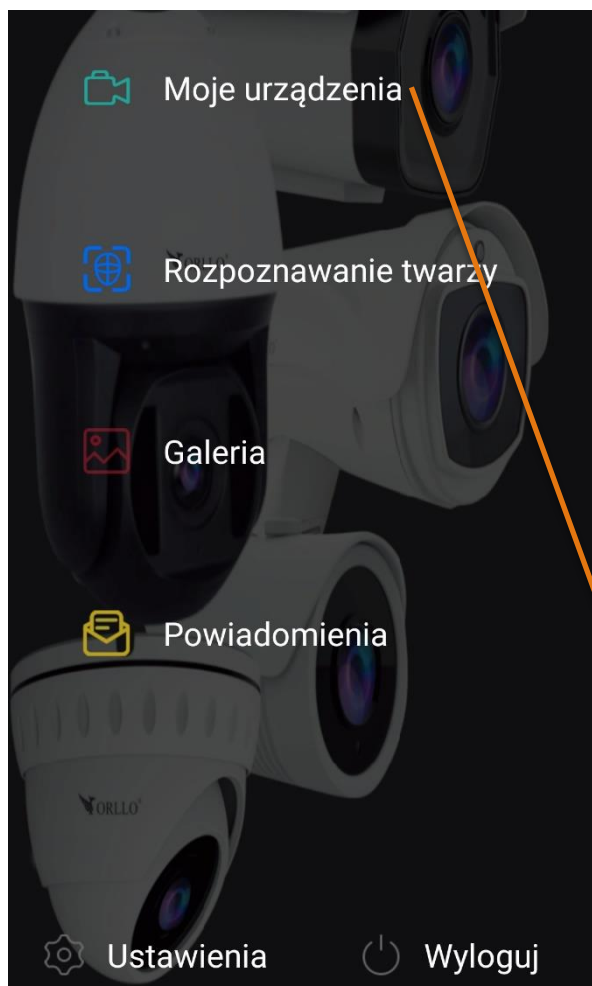 Moje urządzenia
ORLLO
Rozpoznawanie twarzy
Galeria
Powiadomienia
ORLLO
Ustawienia
Wyloguj